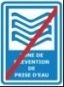 ZONE DE
PRÉVENTION
DE
PRISE D'EAU